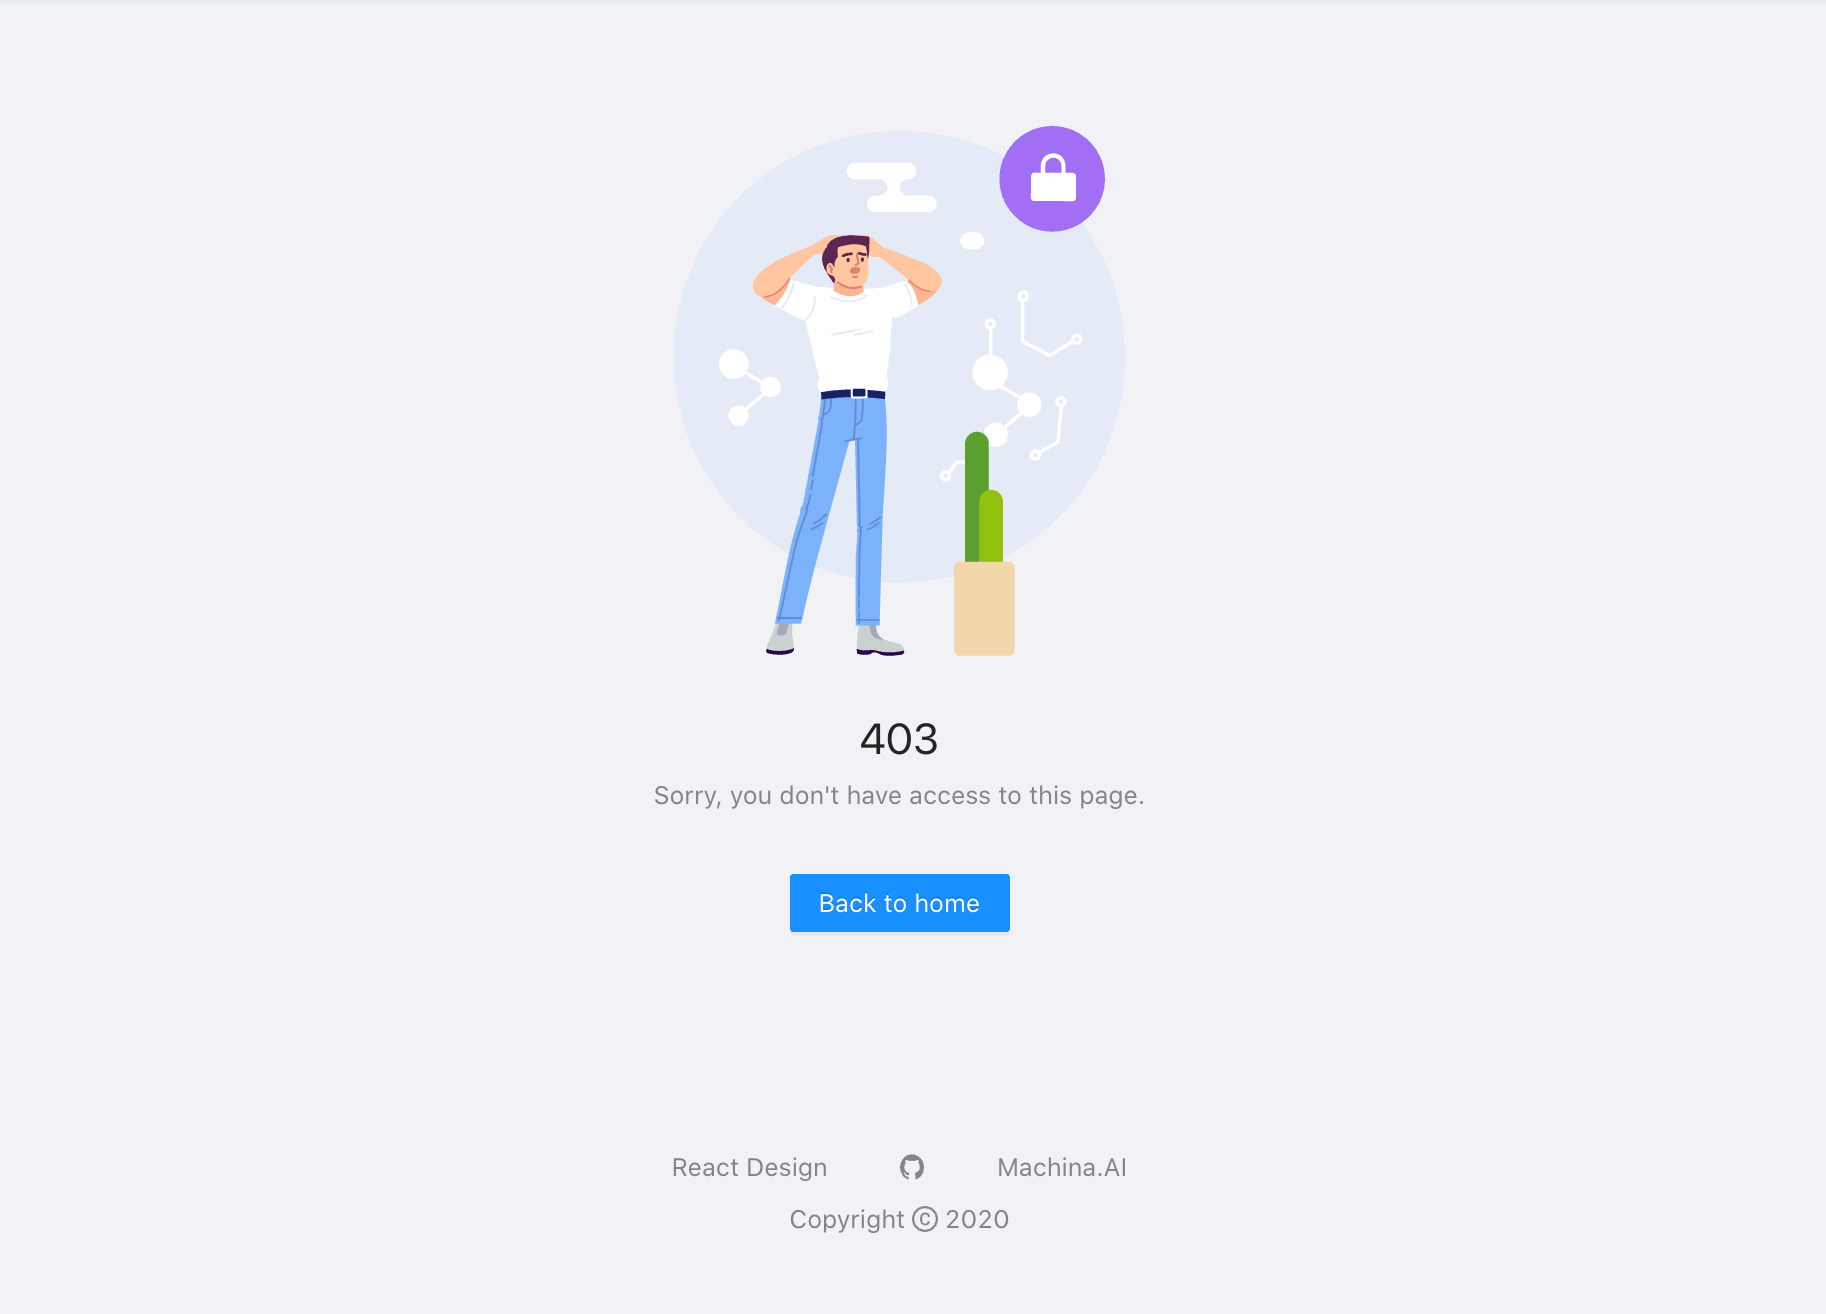 403
Sorry, you don't have access to this page.
Back to home
React Design Machina.AI
Copyright © 2020